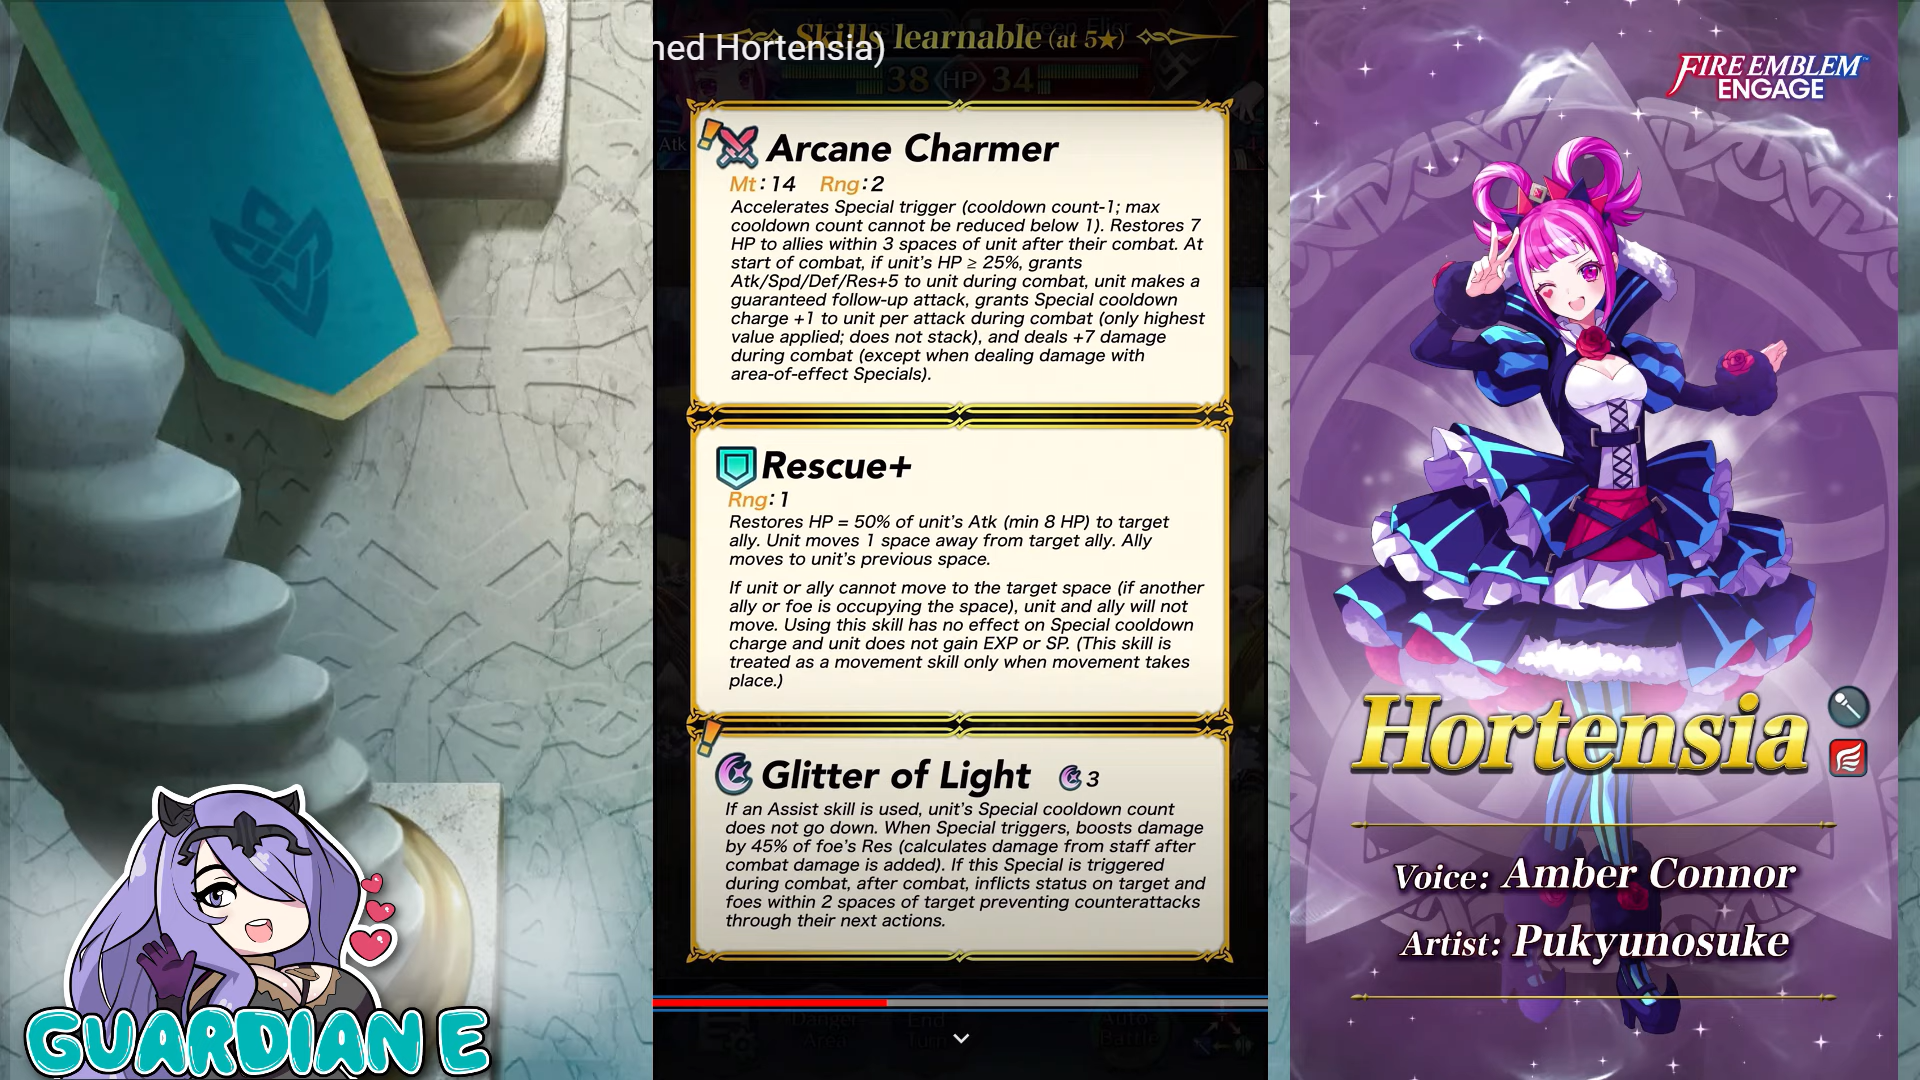 Skills learnable (at 5★)
ned Hortensia)
38 HP 34
Atk
Arcane Charmer
Mt: 14 Rng: 2
Accelerates Special trigger (cooldown count-1; max
cooldown count cannot be reduced below 1). Restores 7
HP to allies within 3 spaces of unit after their combat. At
start of combat, if unit's HP ≥ 25%, grants
Atk/Spd/Def/Res+5 to unit during combat, unit makes a
guaranteed follow-up attack, grants Special cooldown
charge +1 to unit per attack during combat (only highest
value applied; does not stack), and deals +7 damage
during combat (except when dealing damage with
area-of-effect Specials).
Rescue+
Rng: 1
Restores HP = 50% of unit's Atk (min 8 HP) to target
ally. Unit moves 1 space away from target ally. Ally
moves to unit's previous space.
If unit or ally cannot move to the target space (if another
ally or foe is occupying the space), unit and ally will not
move. Using this skill has no effect on Special cooldown
charge and unit does not gain EXP or SP. (This skill is
treated as a movement skill only when movement takes
place.)
Glitter of Light 3
If an Assist skill is used, unit's Special cooldown count
does not go down. When Special triggers, boosts damage
by 45% of foe's Res (calculates damage from staff after
combat damage is added). If this Special is triggered
during combat, after combat, inflicts status on target and
foes within 2 spaces of target preventing counterattacks
through their next actions.
Danger
Area
End
Turn
Auto-
Battle
FIRE EMBLEM™
ENGAGE
Hortensia
Voice: Amber Connor
Artist: Pukyunosuke
GUARDIAN E